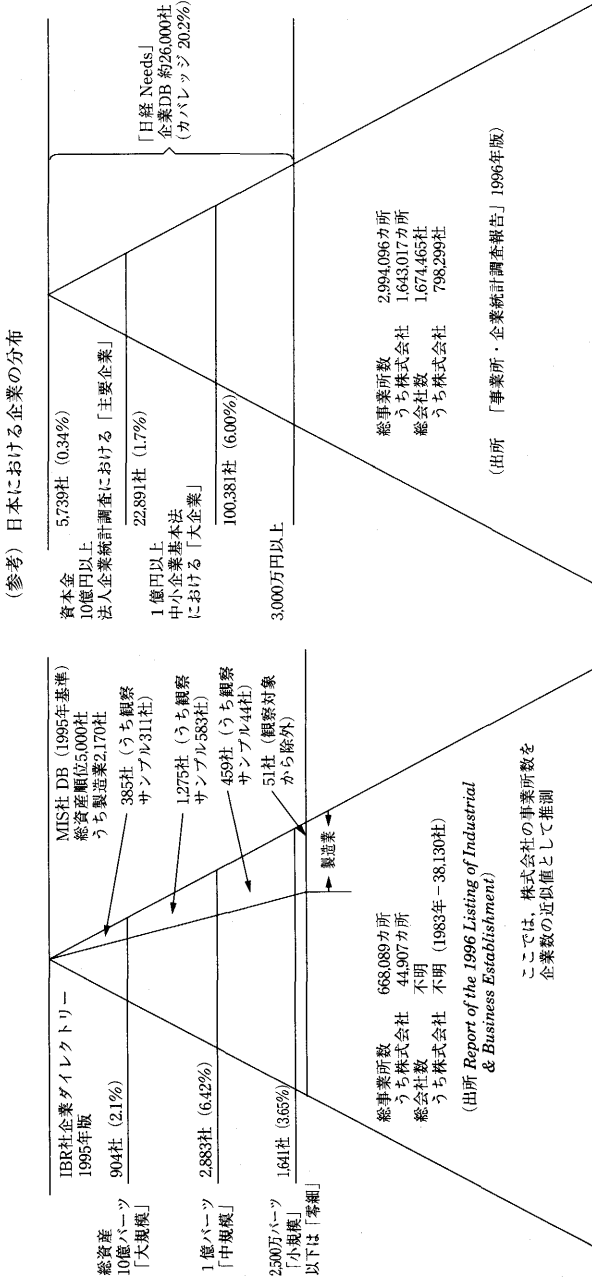 (参考) 日本における企業の分布
IBR社企業ダイレクトリー
1995年版
総資産
10億バーツ
「大規模」
904社 (2.1%)
1億バーツ
「中規模」
2,883社 (6.42%)
2,500万バーツ
「小規模」
以下は「零細」
1,641社 (3.65%)
MIS社 DB (1995年基準)
総資産順位5,000社
うち製造業2,170社
385社 (うち観察
サンプル311社)
1,275社 (うち観察
サンプル583社)
459社 (うち観察
サンプル44社)
51社 (観察対象
から除外)
製造業
総事業所数 668,089カ所
うち株式会社 44,907カ所
総会社数 不明
うち株式会社 不明 (1983年-38,130社)
(出所 Report of the 1996 Listing of Industrial
& Business Establishment)
ここでは、株式会社の事業所数を
企業数の近似値として推測
資本金
10億円以上
法人企業統計調査における「主要企業」
5,739社 (0.34%)
1億円以上
中小企業基本法
における「大企業」
22,891社 (1.7%)
3,000万円以上
100,381社 (6.00%)
「日経 Needs」
企業DB 約26,000社
(カバレッジ 20.2%)
総事業所数 2,994,096カ所
うち株式会社 1,643,017カ所
総会社数 1,674,465社
うち株式会社 798,299社
(出所 「事業所・企業統計調査報告」1996年版)